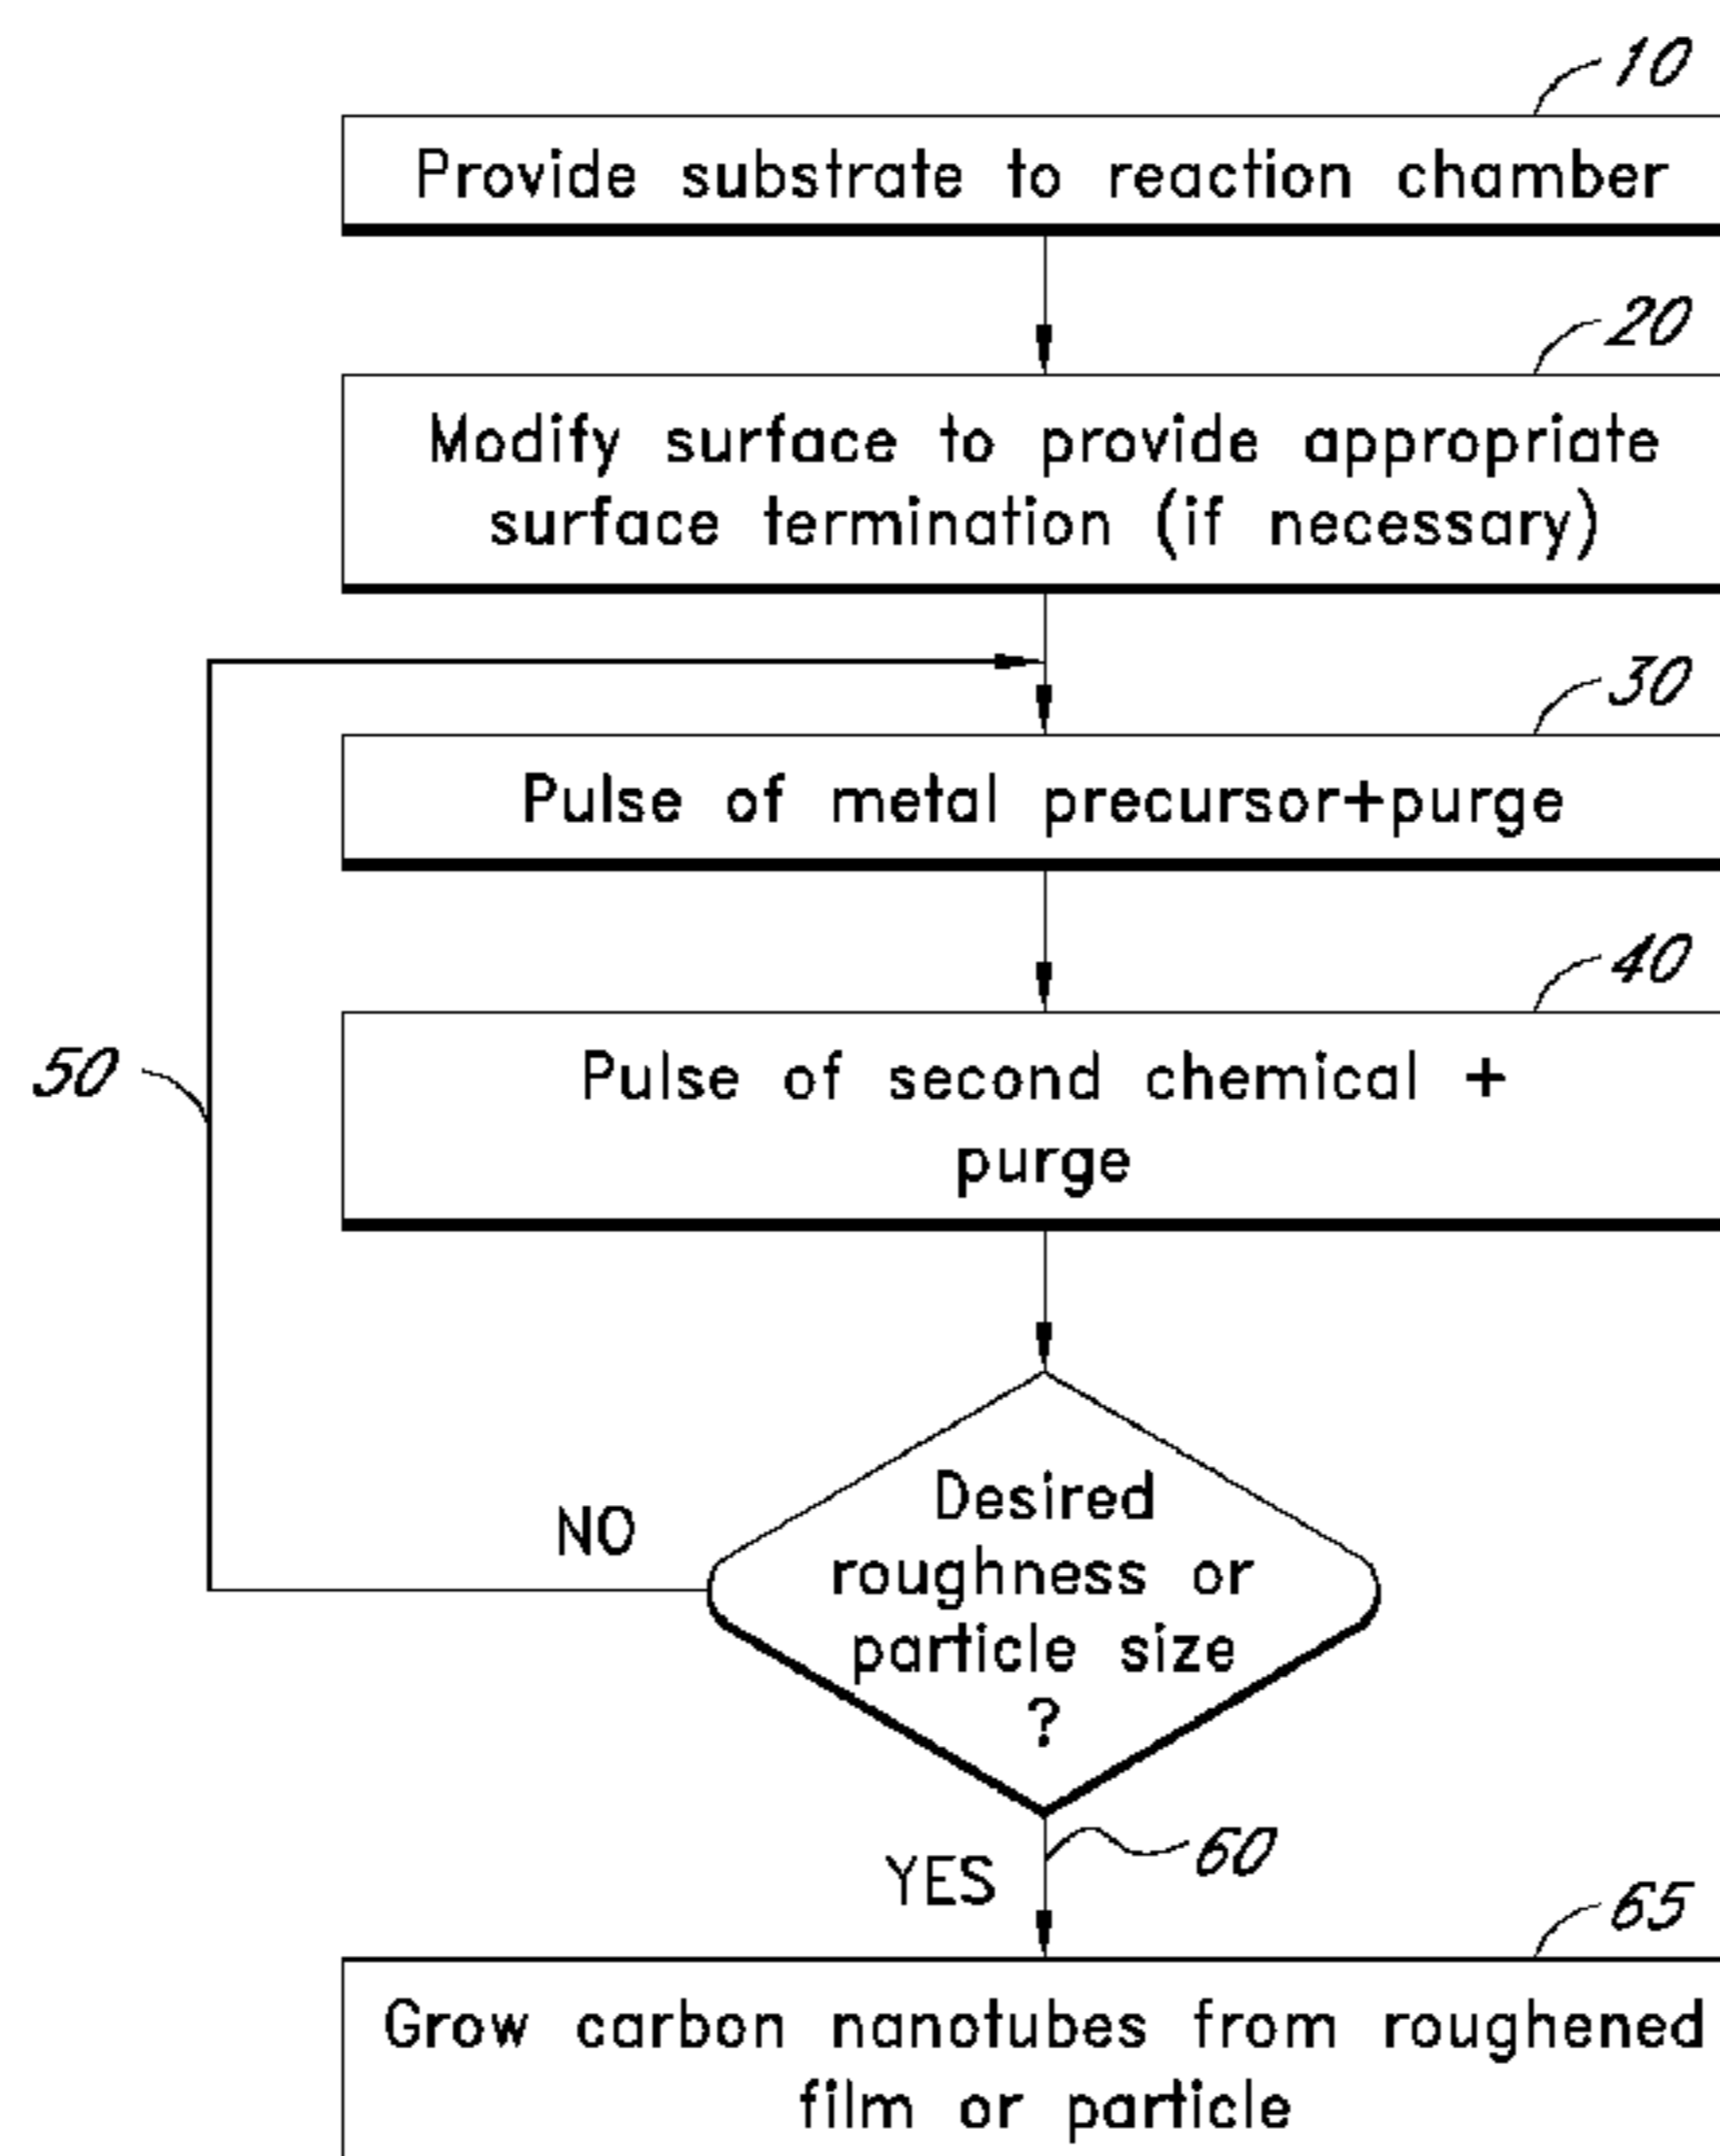 10
Provide substrate to reaction chamber
20
Modify surface to provide appropriate
surface termination (if necessary)
30
Pulse of metal precursor+purge
40
Pulse of second chemical +
purge
50
Desired
roughness or
particle size
?
NO
YES
60
65
Grow carbon nanotubes from roughened
film or particle